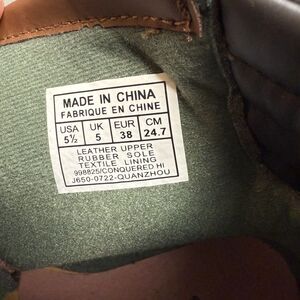 MADE IN CHINA
FABRIQUE EN CHINE
USA UK EUR CM
5½ 5 38 24.7
LEATHER UPPER
RUBBER SOLE
TEXTILE LINING
998825/CONQUERED HI
J650-0722-QUANZHOU